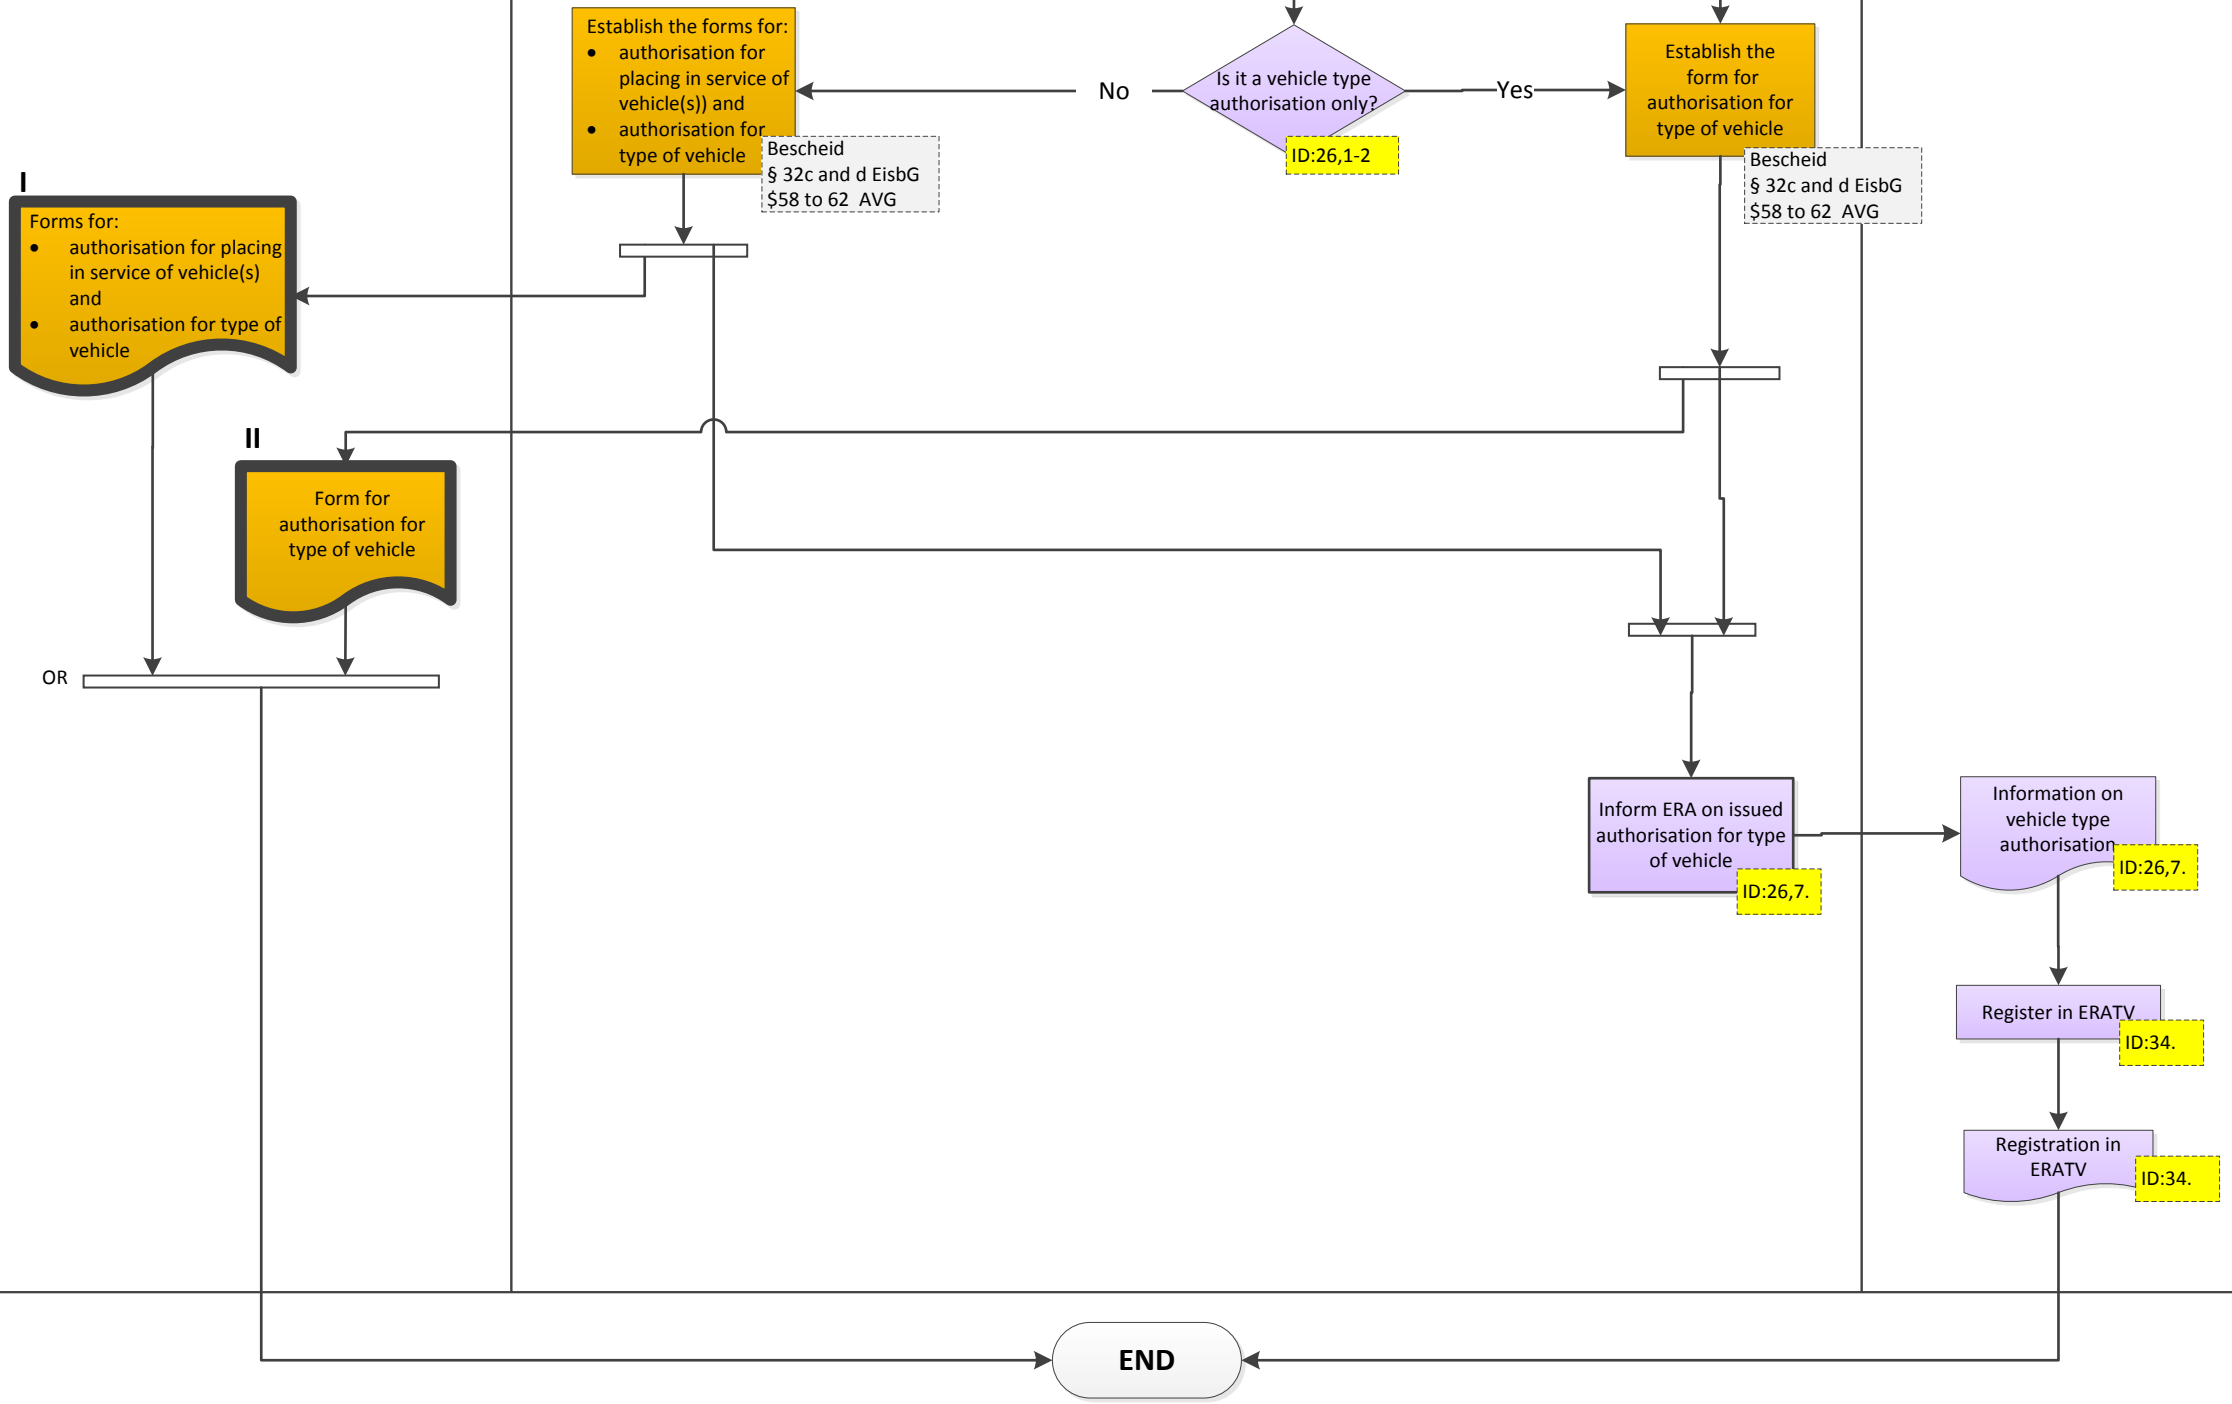 Establish the forms for:
• authorisation for
placing in service of
vehicle(s)) and
• authorisation for
type of vehicle
Bescheid
§ 32c and d EisbG
$58 to 62 AVG
No
Is it a vehicle type
authorisation only?
ID:26,1-2
Yes
Establish the
form for
authorisation for
type of vehicle
Bescheid
§ 32c and d EisbG
$58 to 62 AVG
I
Forms for:
• authorisation for placing
in service of vehicle(s)
and
• authorisation for type of
vehicle
II
Form for
authorisation for
type of vehicle
OR
Inform ERA on issued
authorisation for type
of vehicle
ID:26,7.
Information on
vehicle type
authorisation
ID:26,7.
Register in ERATV
ID:34.
Registration in
ERATV
ID:34.
END